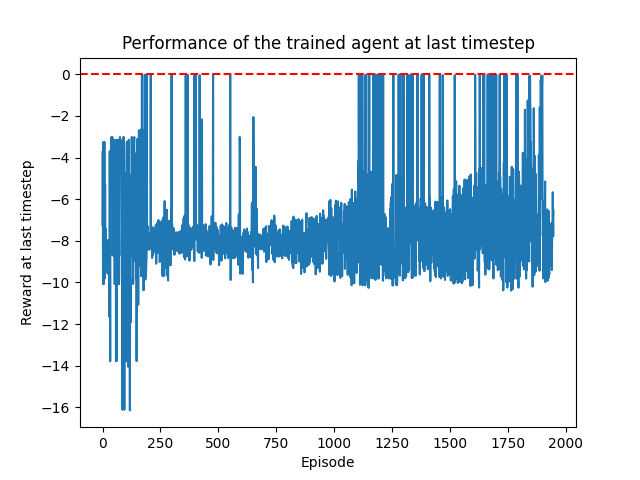 Performance of the trained agent at last timestep
Reward at last timestep
0
−2
−4
−6
−8
−10
−12
−14
−16
0 250 500 750 1000 1250 1500 1750 2000
Episode